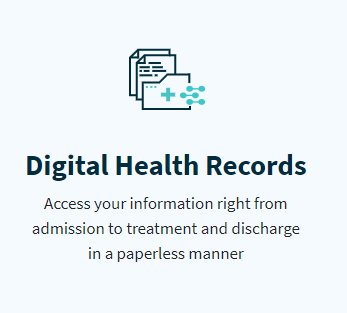 Digital Health Records
Access your information right from
admission to treatment and discharge
in a paperless manner